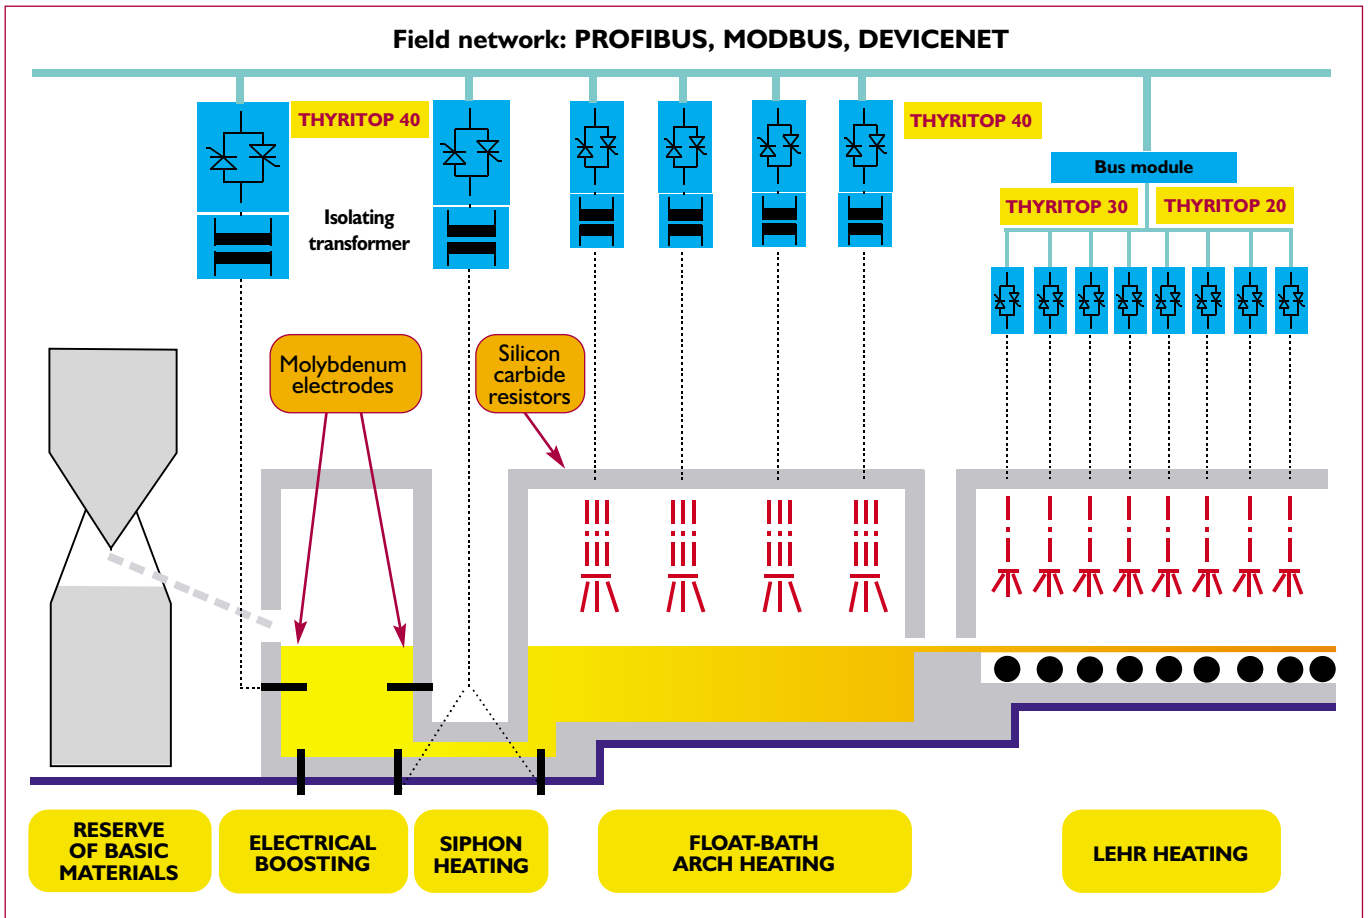 Field network: PROFIBUS, MODBUS, DEVICENET
THYRITOP 40
THYRITOP 40
Bus module
THYRITOP 30
THYRITOP 20
Isolating
transformer
Molybdenum
electrodes
Silicon
carbide
resistors
RESERVE
OF BASIC
MATERIALS
ELECTRICAL
BOOSTING
SIPHON
HEATING
FLOAT-BATH
ARCH HEATING
LEHR HEATING